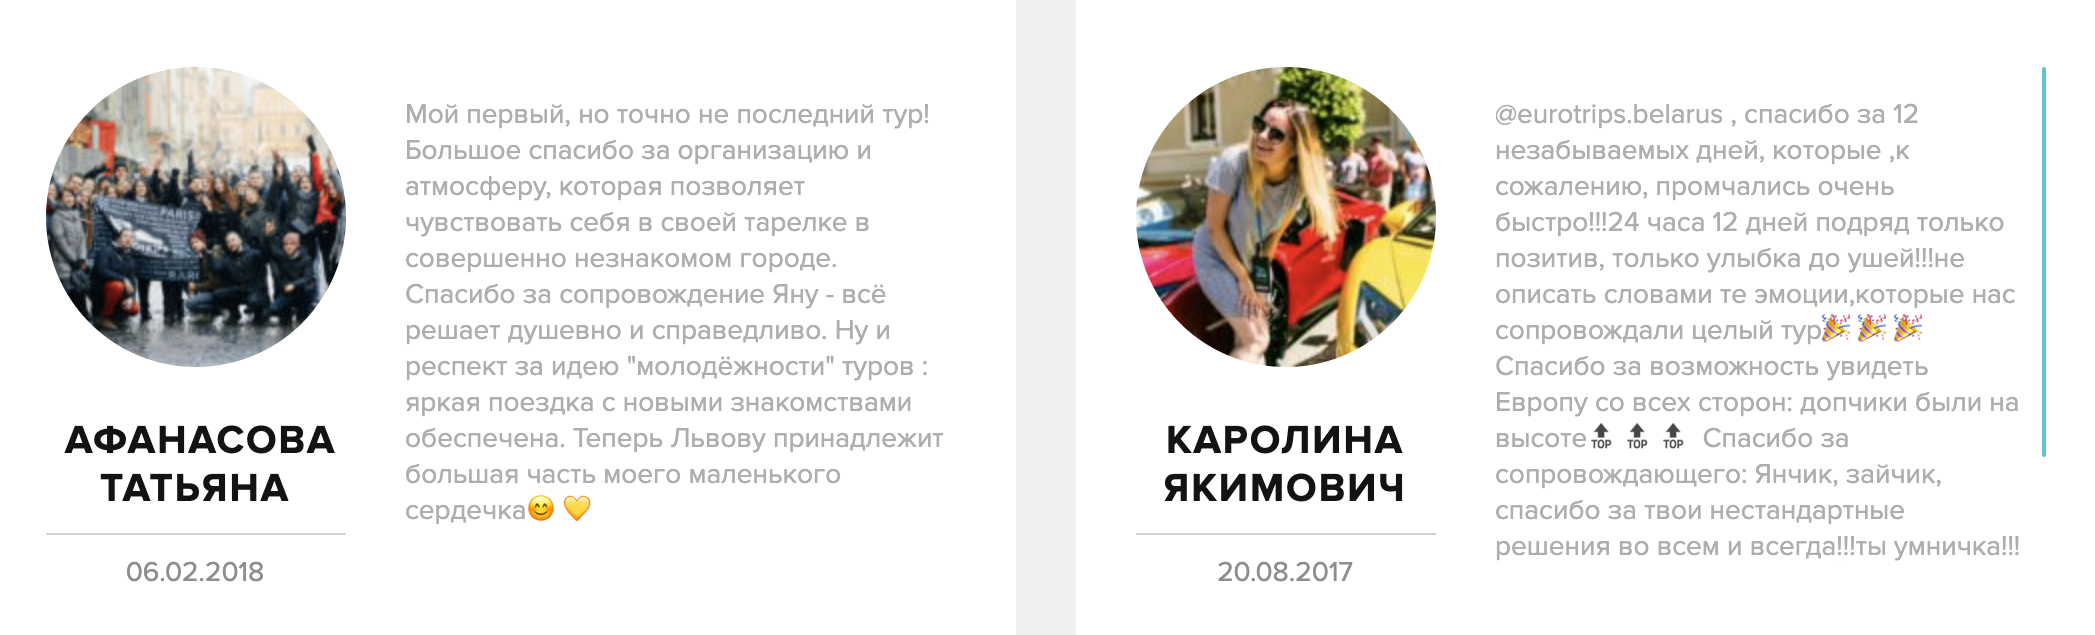 Мой первый, но точно не последний тур!
Большое спасибо за организацию и
атмосферу, которая позволяет
чувствовать себя в своей тарелке в
совершенно незнакомом городе.
Спасибо за сопровождение Яну - всё
решает душевно и справедливо. Ну и
респект за идею "молодёжности" туров :
яркая поездка с новыми знакомствами
обеспечена. Теперь Львову принадлежит
большая часть моего маленького
сердечка😊 💛
PARIS
АФАНАСОВА
ТАТЬЯНА
06.02.2018
@eurotrips.belarus , спасибо за 12
незабываемых дней, которые ,к
сожалению, промчались очень
быстро!!!24 часа 12 дней подряд только
позитив, только улыбка до ушей!!!не
описать словами те эмоции,которые нас
сопровождали целый тур🎉 🎉 🎉
Спасибо за возможность увидеть
Европу со всех сторон: допчики были на
высоте🔝 🔝 🔝 Спасибо за
сопровождающего: Янчик, зайчик,
спасибо за твои нестандартные
решения во всем и всегда!!!ты умничка!!!
КАРОЛИНА
ЯКИМОВИЧ
20.08.2017